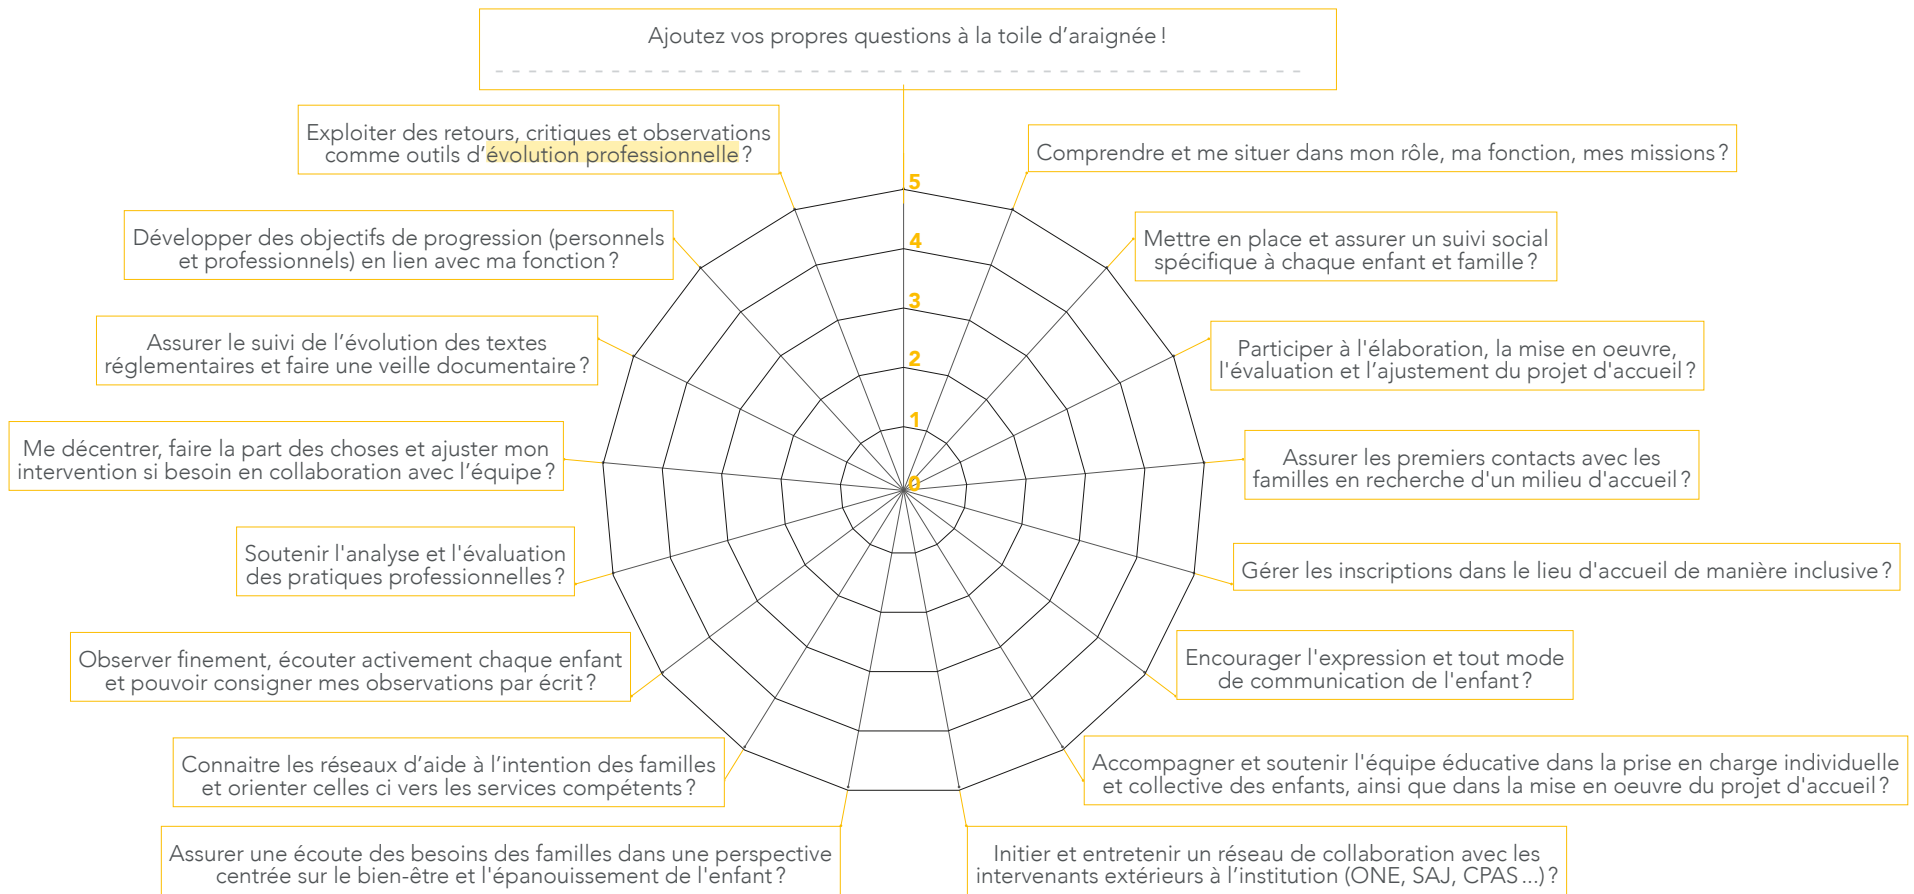 Ajoutez vos propres questions à la toile d’araignée !
Exploiter des retours, critiques et observations
comme outils d’évolution professionnelle ?
Comprendre et me situer dans mon rôle, ma fonction, mes missions ?
5
Développer des objectifs de progression (personnels
et professionnels) en lien avec ma fonction ?
4
Mettre en place et assurer un suivi social
spécifique à chaque enfant et famille ?
3
Assurer le suivi de l’évolution des textes
réglementaires et faire une veille documentaire ?
Participer à l'élaboration, la mise en oeuvre,
l'évaluation et l’ajustement du projet d'accueil ?
2
1
Me décentrer, faire la part des choses et ajuster mon
intervention si besoin en collaboration avec l’équipe ?
Assurer les premiers contacts avec les
familles en recherche d'un milieu d'accueil ?
0
Soutenir l'analyse et l'évaluation
des pratiques professionnelles ?
Gérer les inscriptions dans le lieu d'accueil de manière inclusive ?
Observer finement, écouter activement chaque enfant
et pouvoir consigner mes observations par écrit ?
Encourager l'expression et tout mode
de communication de l'enfant ?
Connaitre les réseaux d’aide à l’intention des familles
et orienter celles ci vers les services compétents ?
Accompagner et soutenir l'équipe éducative dans la prise en charge individuelle
et collective des enfants, ainsi que dans la mise en oeuvre du projet d'accueil ?
Assurer une écoute des besoins des familles dans une perspective
centrée sur le bien-être et l'épanouissement de l'enfant ?
Initier et entretenir un réseau de collaboration avec les
intervenants extérieurs à l’institution (ONE, SAJ, CPAS ...) ?